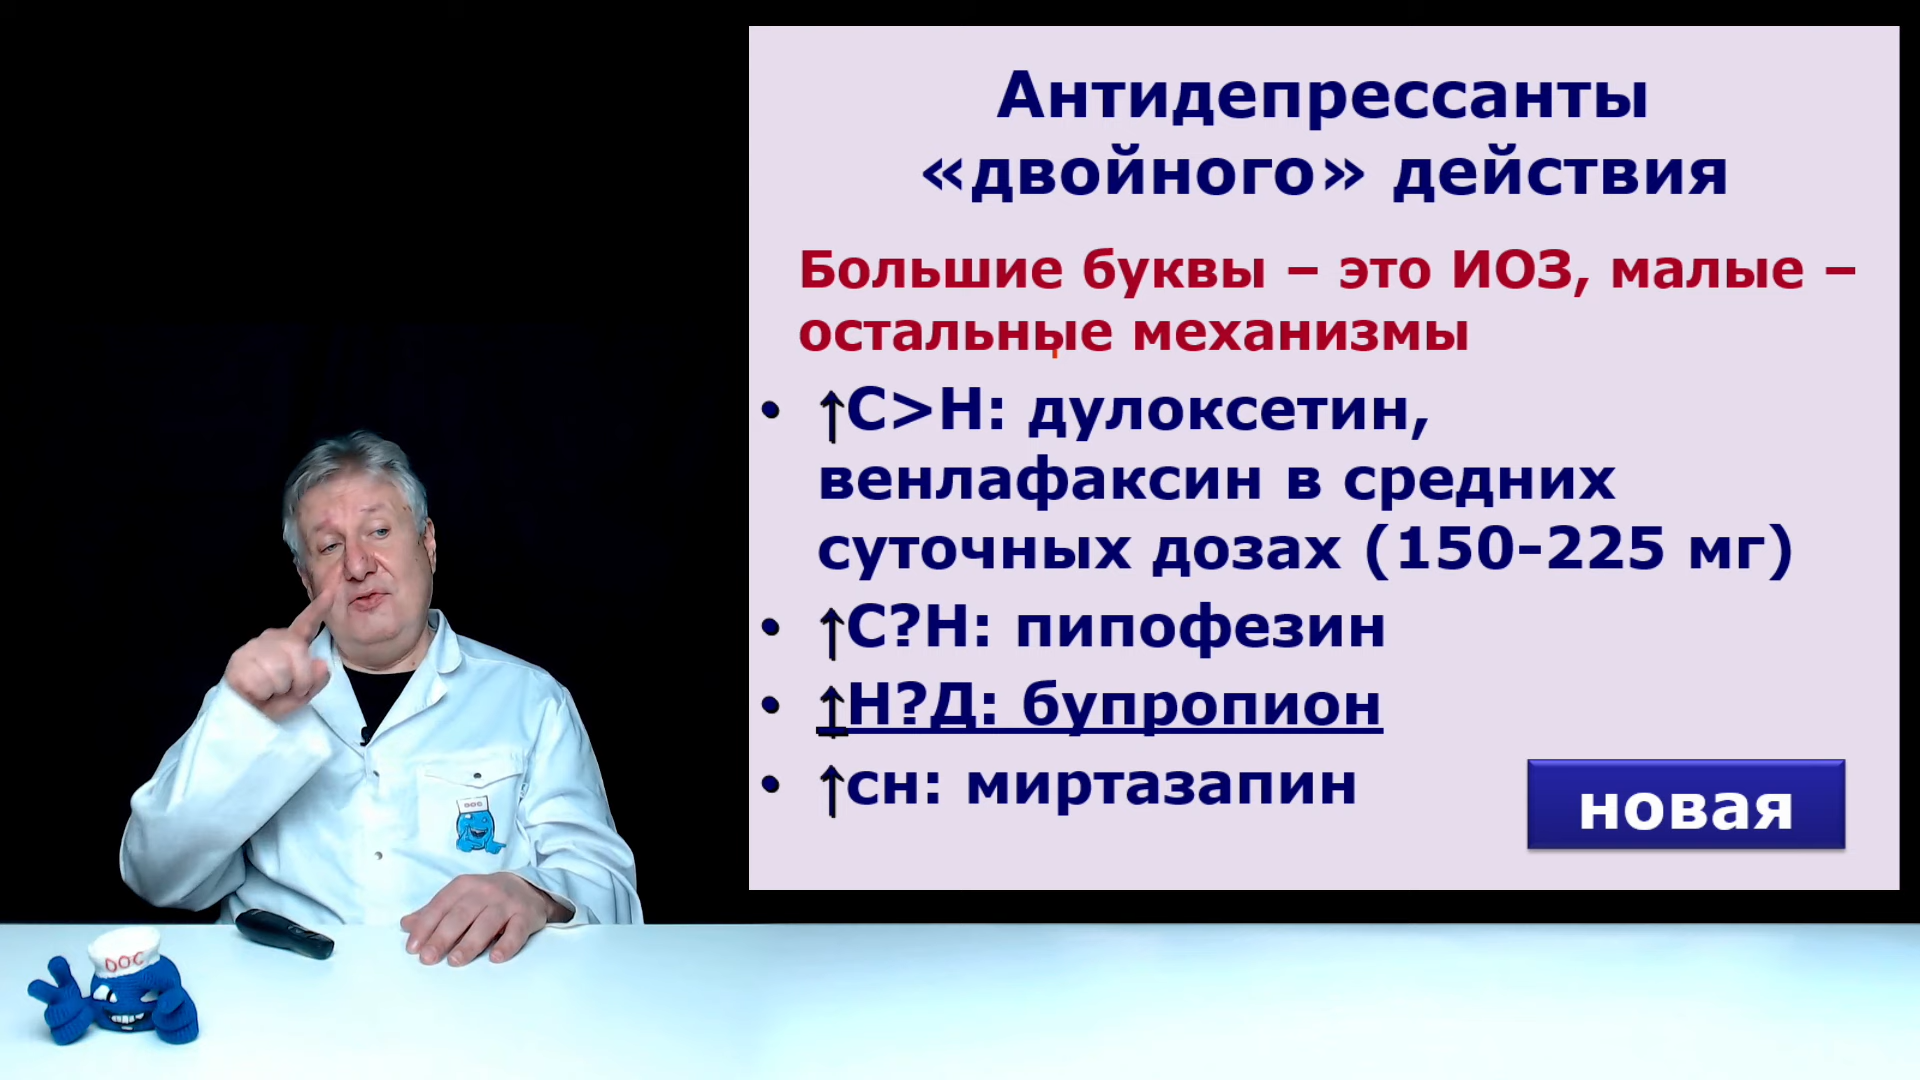 Антидепрессанты
«двойного» действия
Большие буквы – это ИОЗ, малые –
остальные механизмы
• ↑С>Н: дулоксетин,
венлафаксин в средних
суточных дозах (150-225 мг)
• ↑С?Н: пипофезин
• ↑Н?Д: бупропион
• ↑сн: миртазапин
новая
DOC
DOC